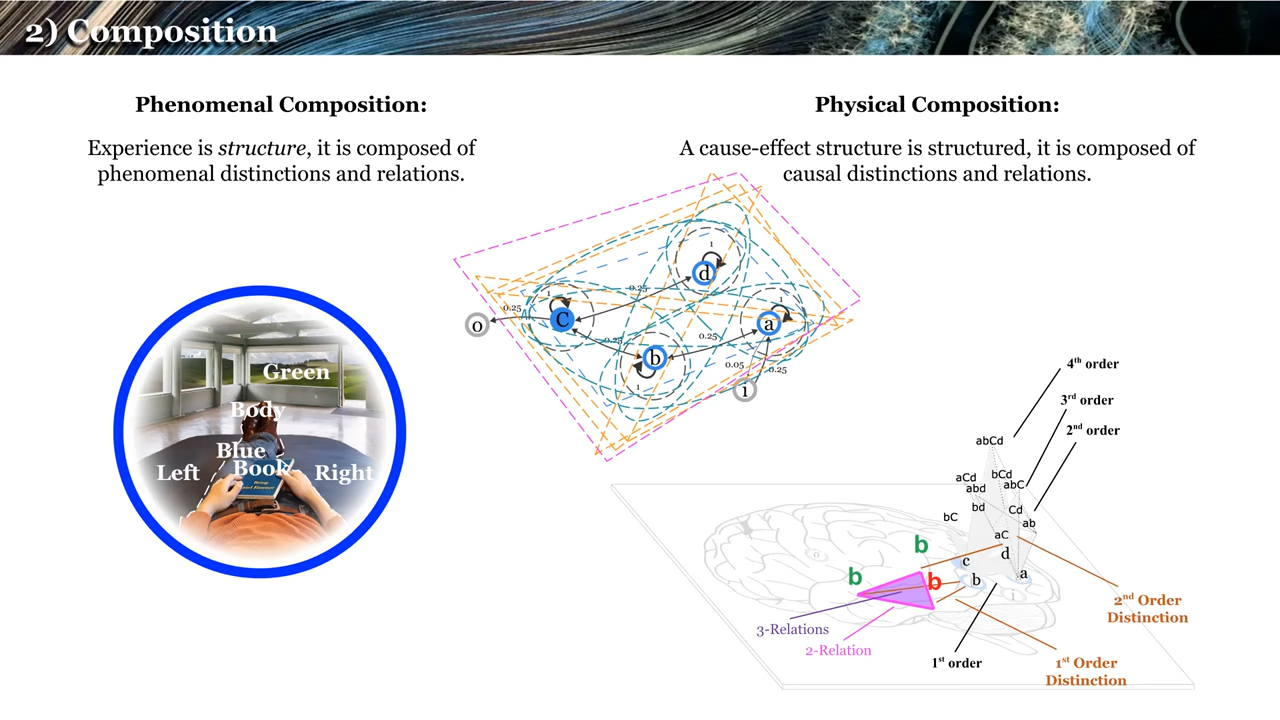 2) Composition
Phenomenal Composition:
Experience is structure, it is composed of
phenomenal distinctions and relations.
Physical Composition:
A cause-effect structure is structured, it is composed of
causal distinctions and relations.
1
d
0.25
1
0.25
o
C
1
a
0.25
0.25
b
1
0.05
0.25
i
Green
Body
Blue
Left
Book
Right
4th order
3rd order
2nd order
abCd
aCd
bCd
abd
abC
bd
Cd
bC
ab
aC
b
d
c
b
b
b
a
o
i
3-Relations
2-Relation
1st order
2nd Order
Distinction
1st Order
Distinction